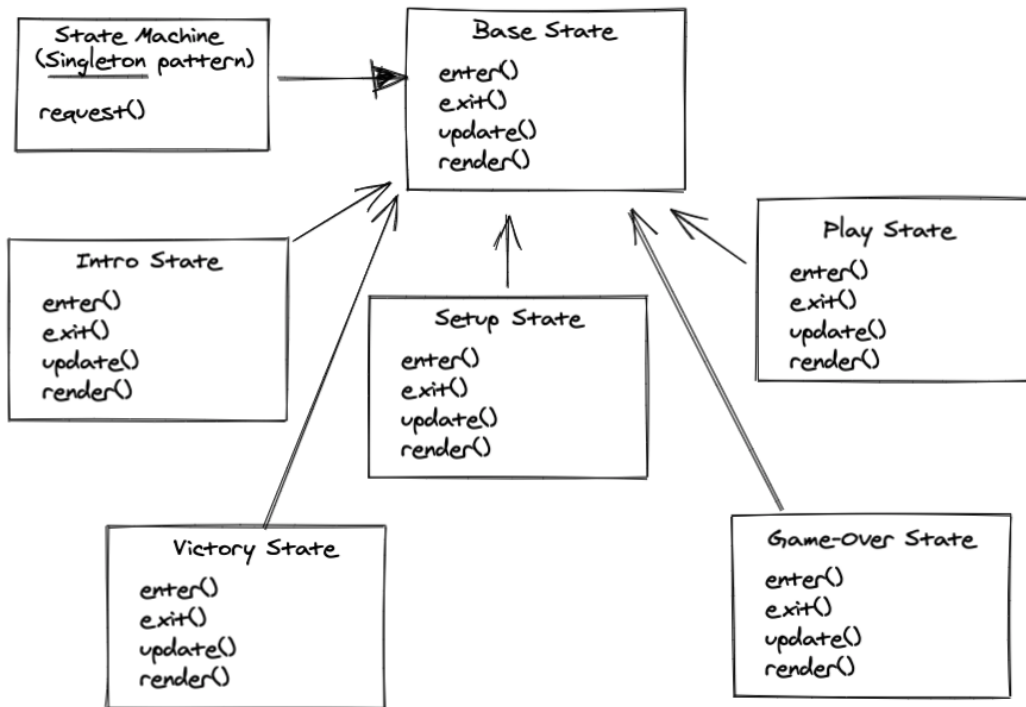 State Machine
(Singleton pattern)
request()
Base State
enter()
exit()
update()
render()
Intro State
enter()
exit()
update()
render()
Setup State
enter()
exit()
update()
render()
Play State
enter()
exit()
update()
render()
Victory State
enter()
exit()
update()
render()
Game-Over State
enter()
exit()
update()
render()